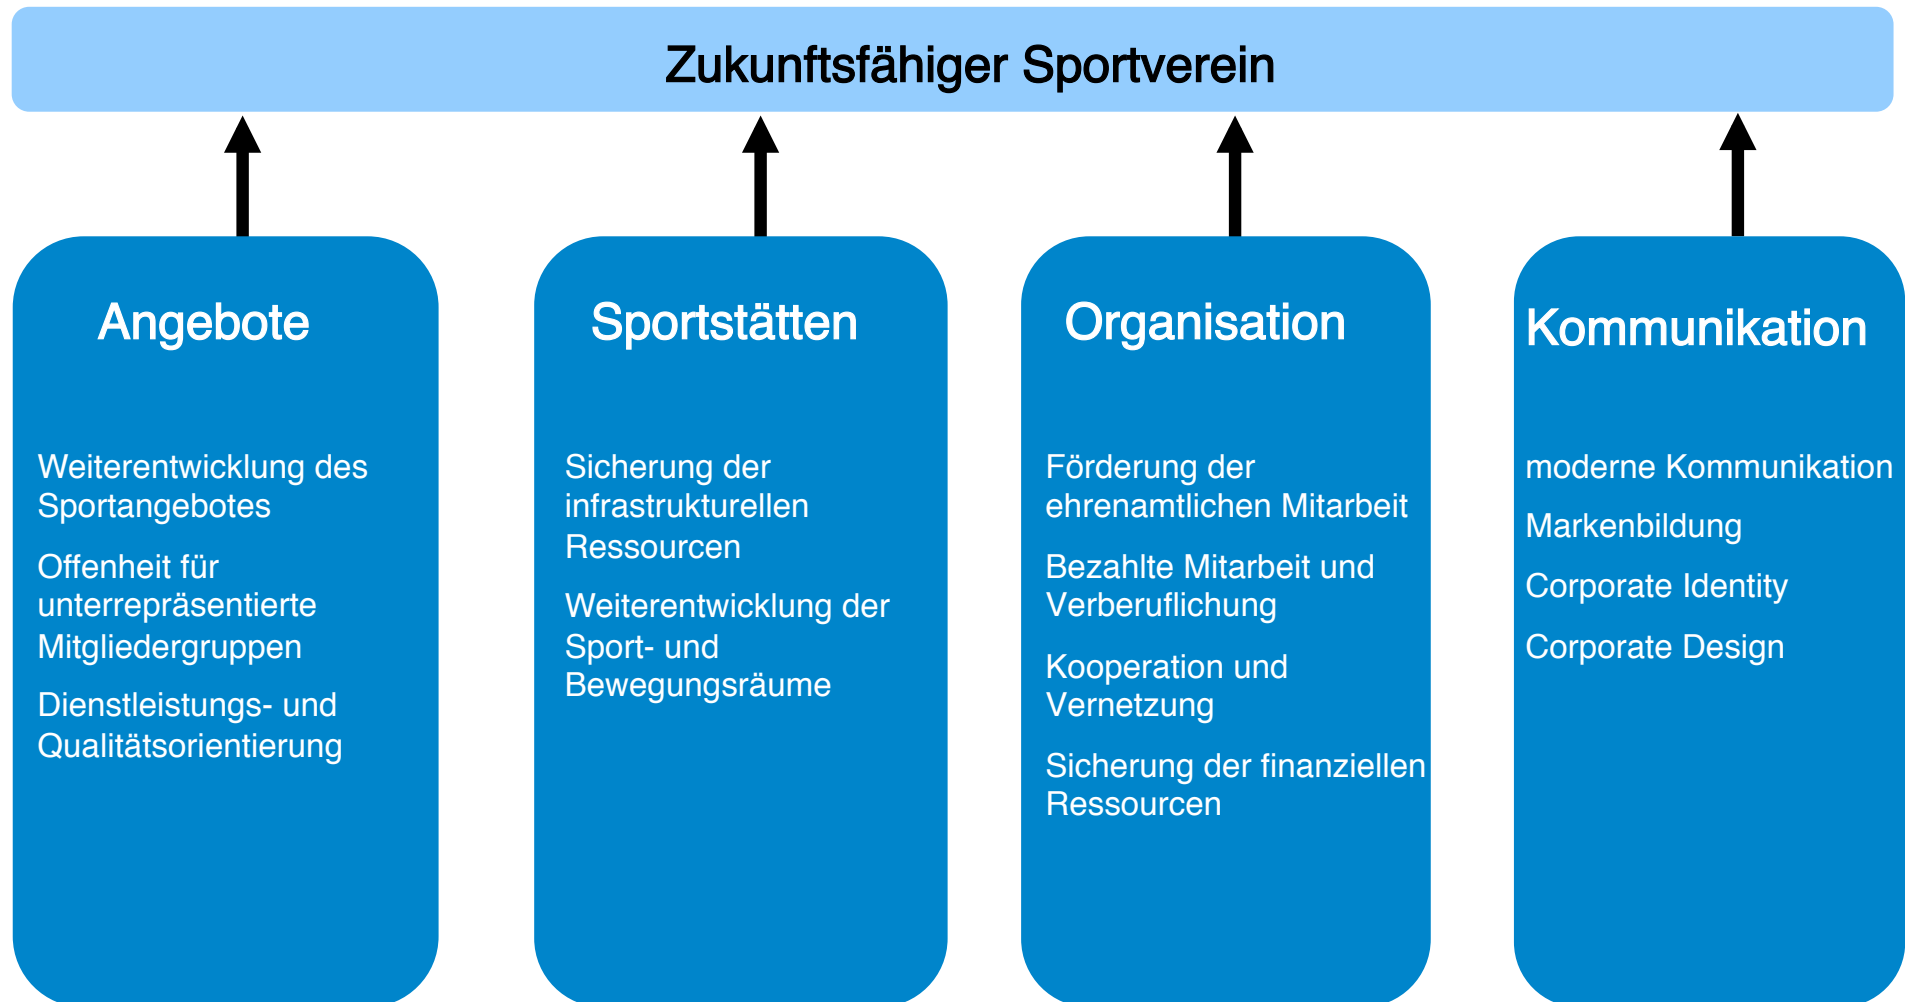 Zukunftsfähiger Sportverein
Angebote
Weiterentwicklung des
Sportangebotes
Offenheit für
unterrepräsentierte
Mitgliedergruppen
Dienstleistungs- und
Qualitätsorientierung
Sportstätten
Sicherung der
infrastrukturellen
Ressourcen
Weiterentwicklung der
Sport- und
Bewegungsräume
Organisation
Förderung der
ehrenamtlichen Mitarbeit
Bezahlte Mitarbeit und
Verberuflichung
Kooperation und
Vernetzung
Sicherung der finanziellen
Ressourcen
Kommunikation
moderne Kommunikation
Markenbildung
Corporate Identity
Corporate Design